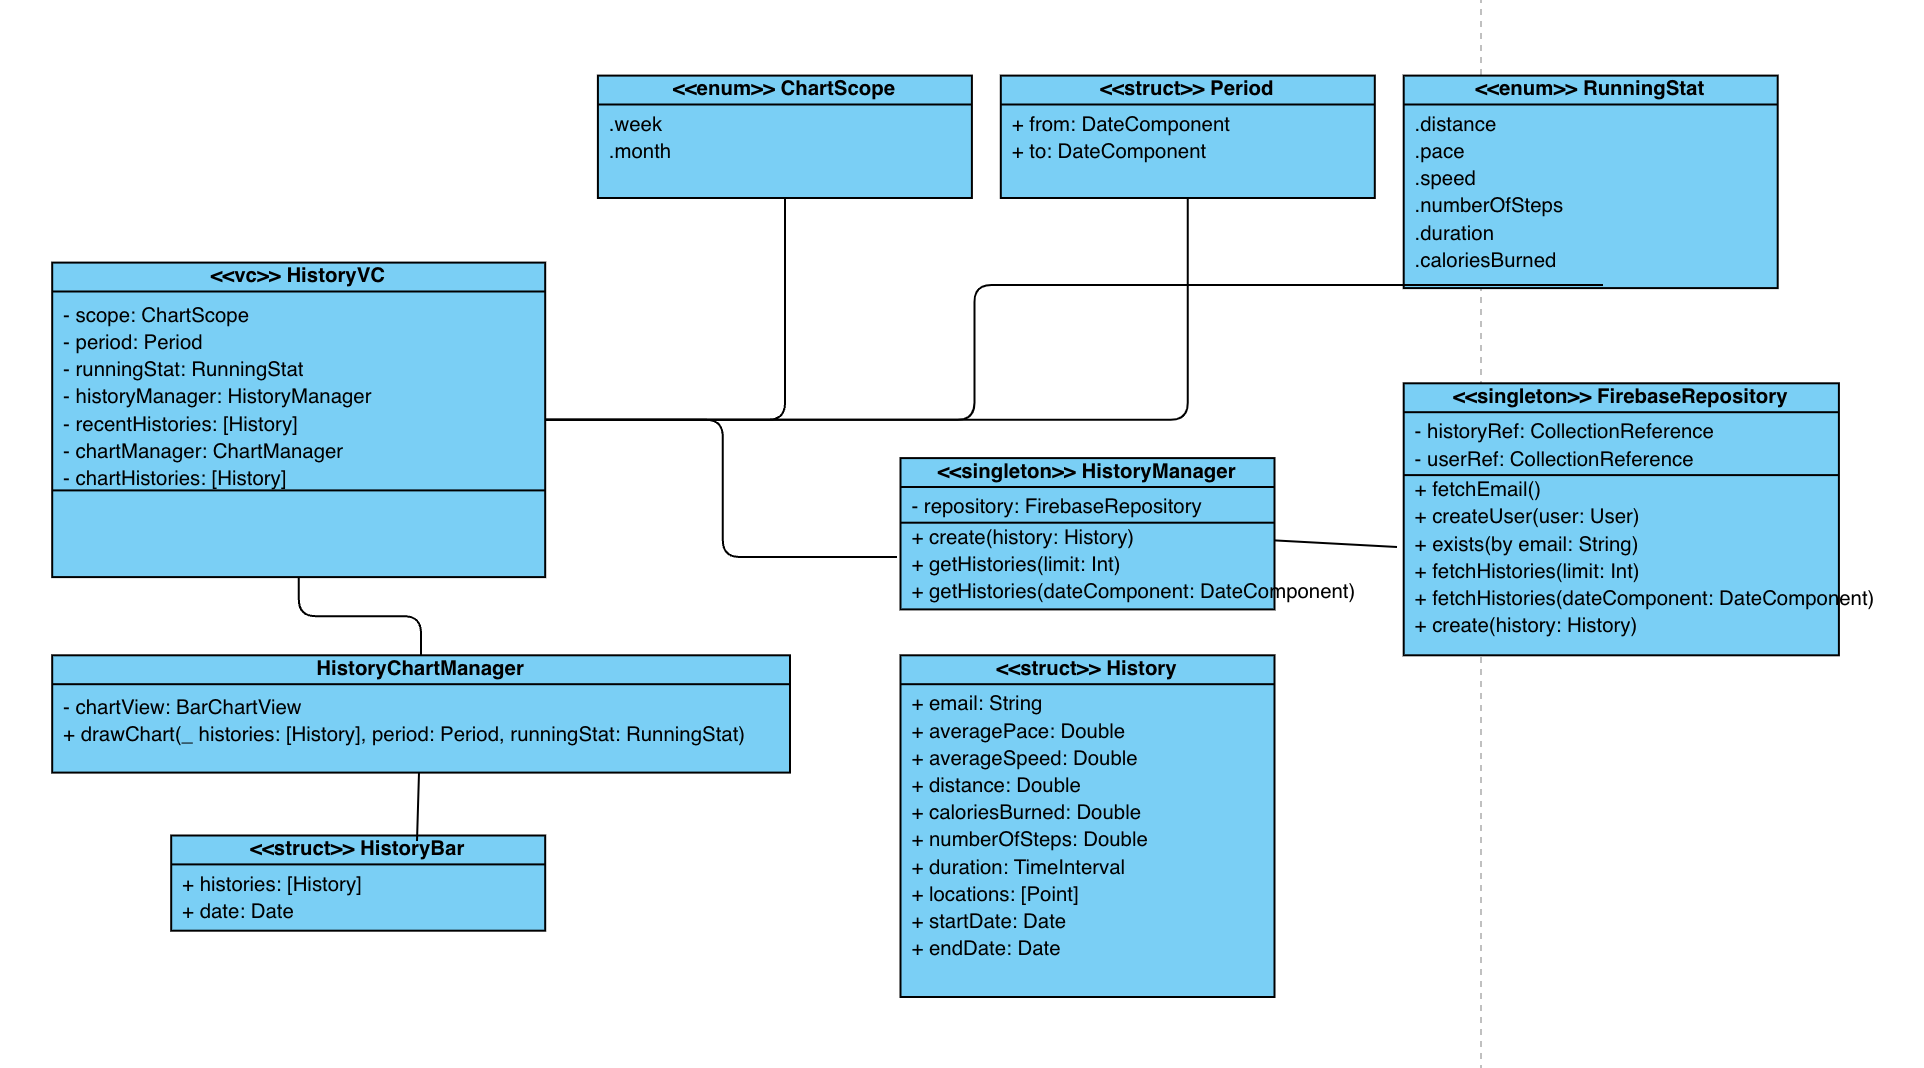 <<enum>> ChartScope
.week
.month
<<struct>> Period
+ from: DateComponent
+ to: DateComponent
<<enum>> RunningStat
.distance
.pace
.speed
.numberOfSteps
.duration
.caloriesBurned
<<vc>> HistoryVC
- scope: ChartScope
- period: Period
- runningStat: RunningStat
- historyManager: HistoryManager
- recentHistories: [History]
- chartManager: ChartManager
- chartHistories: [History]
<<singleton>> HistoryManager
- repository: FirebaseRepository
+ create(history: History)
+ getHistories(limit: Int)
+ getHistories(dateComponent: DateComponent)
<<singleton>> FirebaseRepository
- historyRef: CollectionReference
- userRef: CollectionReference
+ fetchEmail()
+ createUser(user: User)
+ exists(by email: String)
+ fetchHistories(limit: Int)
+ fetchHistories(dateComponent: DateComponent)
+ create(history: History)
HistoryChartManager
- chartView: BarChartView
+ drawChart(_ histories: [History], period: Period, runningStat: RunningStat)
<<struct>> HistoryBar
+ histories: [History]
+ date: Date
<<struct>> History
+ email: String
+ averagePace: Double
+ averageSpeed: Double
+ distance: Double
+ caloriesBurned: Double
+ numberOfSteps: Double
+ duration: TimeInterval
+ locations: [Point]
+ startDate: Date
+ endDate: Date